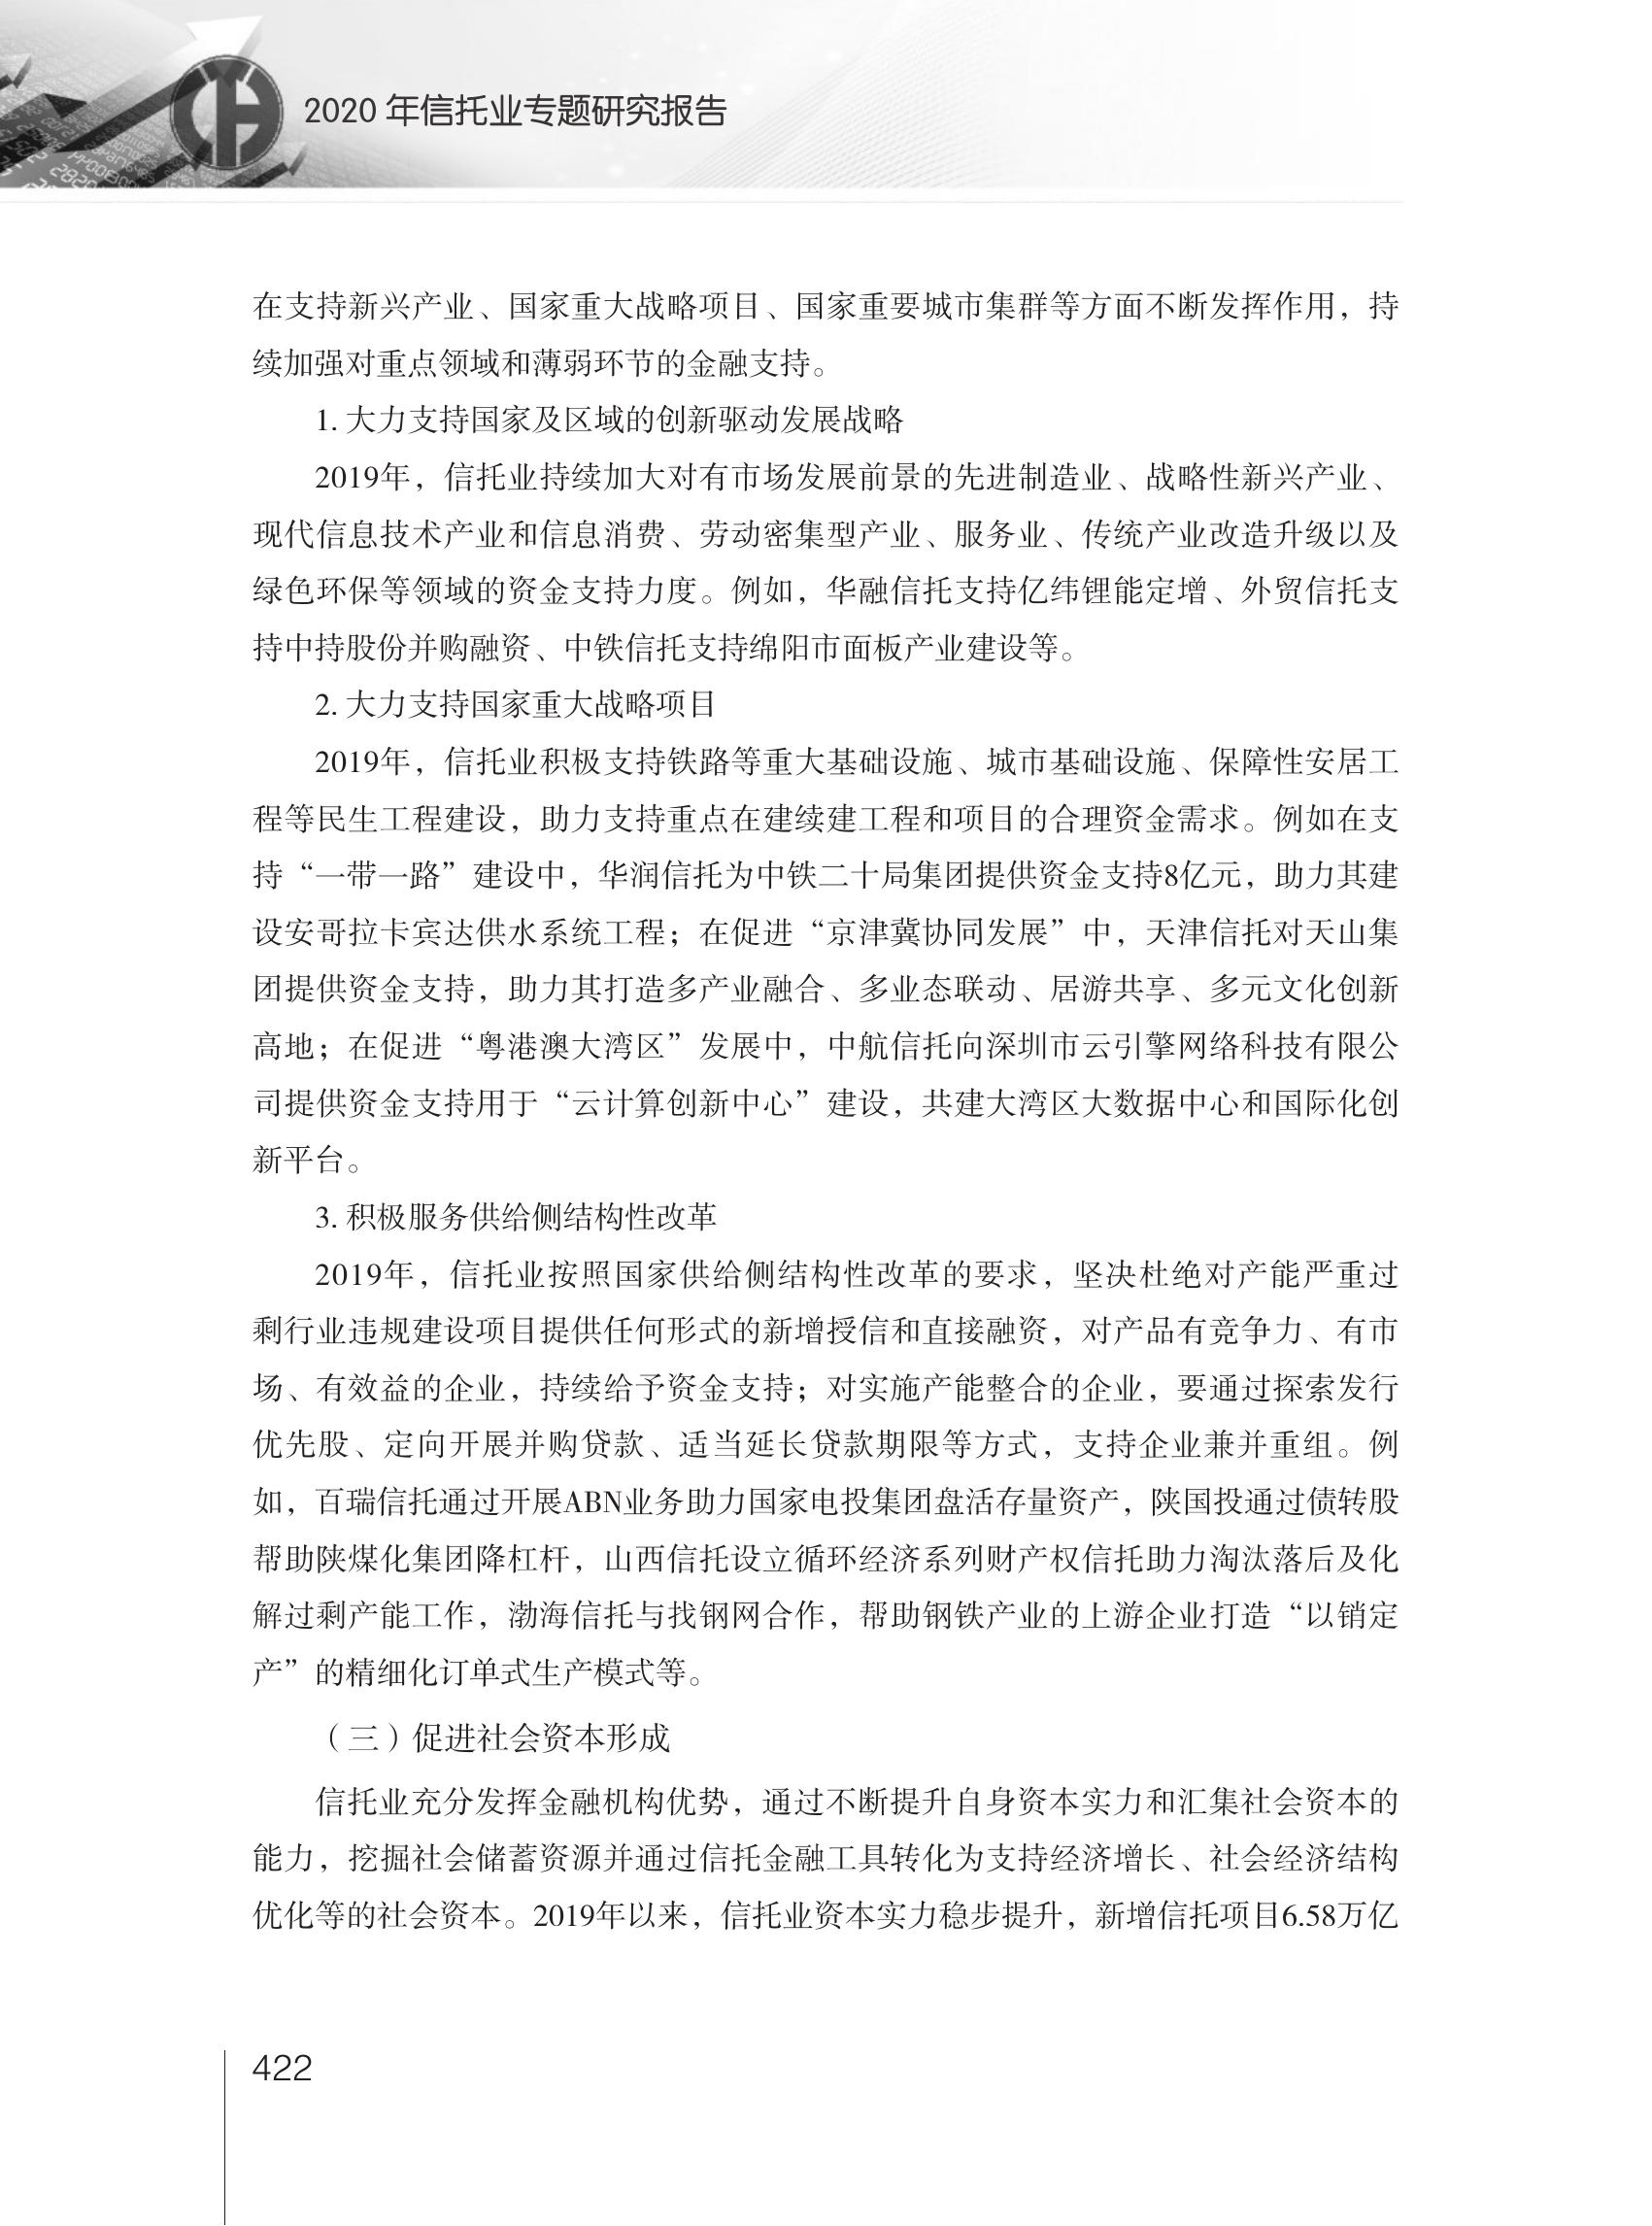 2020 年信托业专题研究报告
在支持新兴产业、国家重大战略项目、国家重要城市集群等方面不断发挥作用，持
续加强对重点领域和薄弱环节的金融支持。
1. 大力支持国家及区域的创新驱动发展战略
2019年，信托业持续加大对有市场发展前景的先进制造业、战略性新兴产业、
现代信息技术产业和信息消费、劳动密集型产业、服务业、传统产业改造升级以及
绿色环保等领域的资金支持力度。例如，华融信托支持亿纬锂能定增、外贸信托支
持中持股份并购融资、中铁信托支持绵阳市面板产业建设等。
2. 大力支持国家重大战略项目
2019年，信托业积极支持铁路等重大基础设施、城市基础设施、保障性安居工
程等民生工程建设，助力支持重点在建续建工程和项目的合理资金需求。例如在支
持“一带一路”建设中，华润信托为中铁二十局集团提供资金支持8亿元，助力其建
设安哥拉卡宾达供水系统工程；在促进“京津冀协同发展”中，天津信托对天山集
团提供资金支持，助力其打造多产业融合、多业态联动、居游共享、多元文化创新
高地；在促进“粤港澳大湾区”发展中，中航信托向深圳市云引擎网络科技有限公
司提供资金支持用于“云计算创新中心”建设，共建大湾区大数据中心和国际化创
新平台。
3. 积极服务供给侧结构性改革
2019年，信托业按照国家供给侧结构性改革的要求，坚决杜绝对产能严重过
剩行业违规建设项目提供任何形式的新增授信和直接融资，对产品有竞争力、有市
场、有效益的企业，持续给予资金支持；对实施产能整合的企业，要通过探索发行
优先股、定向开展并购贷款、适当延长贷款期限等方式，支持企业兼并重组。例
如，百瑞信托通过开展ABN业务助力国家电投集团盘活存量资产，陕国投通过债转股
帮助陕煤化集团降杠杆，山西信托设立循环经济系列财产权信托助力淘汰落后及化
解过剩产能工作，渤海信托与找钢网合作，帮助钢铁产业的上游企业打造“以销定
产”的精细化订单式生产模式等。
（三）促进社会资本形成
信托业充分发挥金融机构优势，通过不断提升自身资本实力和汇集社会资本的
能力，挖掘社会储蓄资源并通过信托金融工具转化为支持经济增长、社会经济结构
优化等的社会资本。2019年以来，信托业资本实力稳步提升，新增信托项目6.58万亿
422